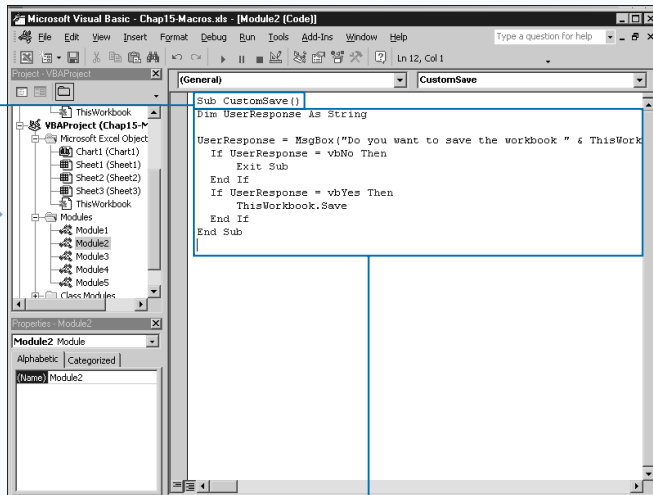 Microsoft Visual Basic - Chap15-Macros.xls - [Module2 (Code)]
File Edit View Insert Format Debug Run Tools Add-Ins Window Help
Type a question for help
Ln 12, Col 1
Project - VBAProject
(General)
CustomSave
ThisWorkbook
VBAProject (Chap15-M
Microsoft Excel Object
Chart1 (Chart1)
Sheet1 (Sheet1)
Sheet2 (Sheet2)
Sheet3 (Sheet3)
ThisWorkbook
Modules
Module1
Module2
Module3
Module4
Module5
Class Modules
Properties - Module2
Module2 Module
Alphabetic Categorized
(Name) Module2
Sub CustomSave()
Dim UserResponse As String
UserResponse = MsgBox("Do you want to save the workbook " & ThisWork
If UserResponse = vbNo Then
Exit Sub
End If
If UserResponse = vbYes Then
ThisWorkbook.Save
End If
End Sub